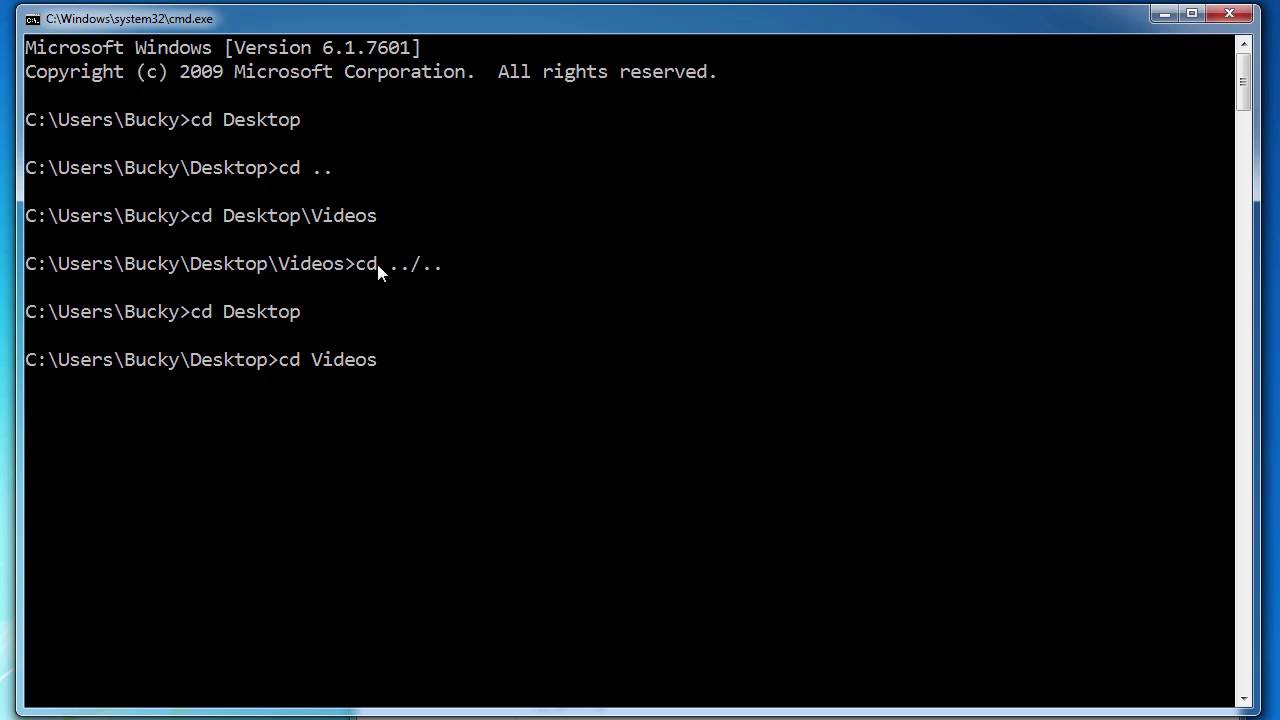 C:\Windows\system32\cmd.exe
Microsoft Windows [Version 6.1.7601]
Copyright (c) 2009 Microsoft Corporation.  All rights reserved.
C:\Users\Bucky>cd Desktop
C:\Users\Bucky\Desktop>cd ..
C:\Users\Bucky>cd Desktop\Videos
C:\Users\Bucky\Desktop\Videos>cd ../..
C:\Users\Bucky>cd Desktop
C:\Users\Bucky\Desktop>cd Videos